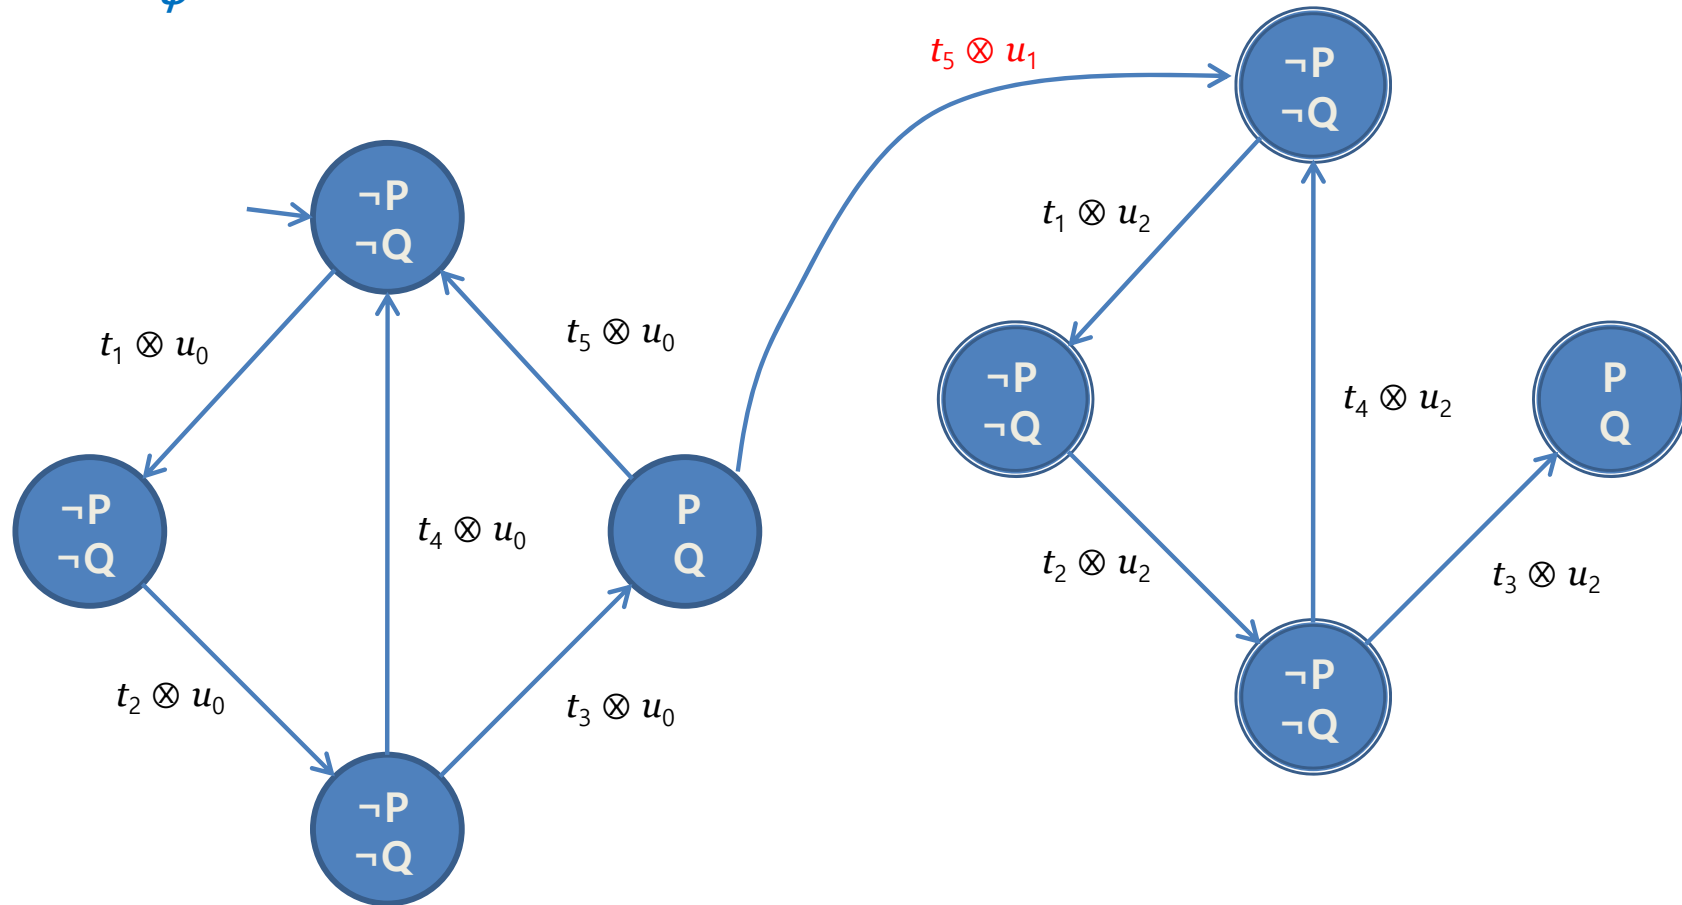 φ
t₅ ⊗ u₁
¬P
¬Q
¬P
¬Q
t₁ ⊗ u₂
t₁ ⊗ u₀
t₅ ⊗ u₀
¬P
¬Q
t₄ ⊗ u₂
P
Q
¬P
¬Q
t₄ ⊗ u₀
P
Q
t₂ ⊗ u₂
t₃ ⊗ u₂
t₂ ⊗ u₀
t₃ ⊗ u₀
¬P
¬Q
¬P
¬Q